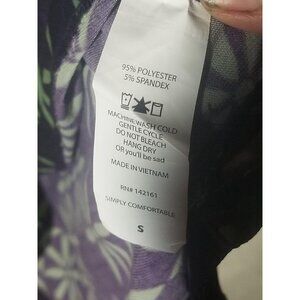 95% POLYESTER
5% SPANDEX
MACHINE WASH COLD
GENTLE CYCLE
DO NOT BLEACH
HANG DRY
OR you'll be sad
MADE IN VIETNAM
RN# 142161
SIMPLY COMFORTABLE
S